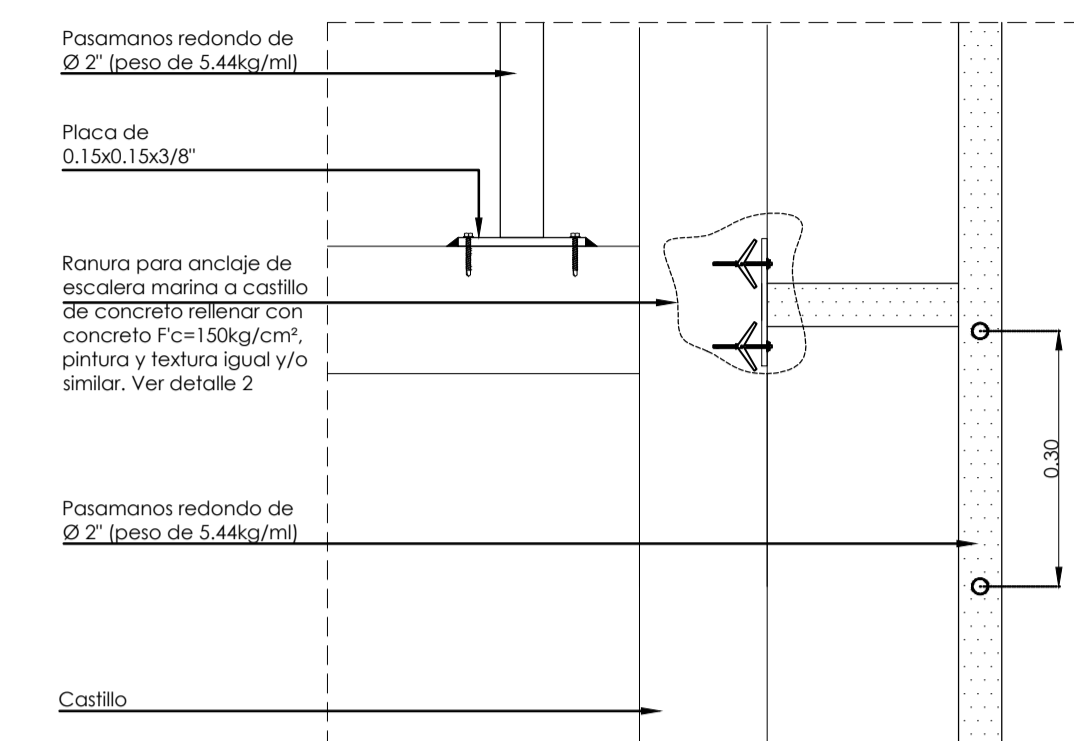 Pasamanos redondo de
Ø 2" (peso de 5.44kg/ml)
Placa de
0.15x0.15x3/8"
Ranura para anclaje de
escalera marina a castillo
de concreto rellenar con
concreto F'c=150kg/cm²,
pintura y textura igual y/o
similar. Ver detalle 2
0.30
Pasamanos redondo de
Ø 2" (peso de 5.44kg/ml)
Castillo